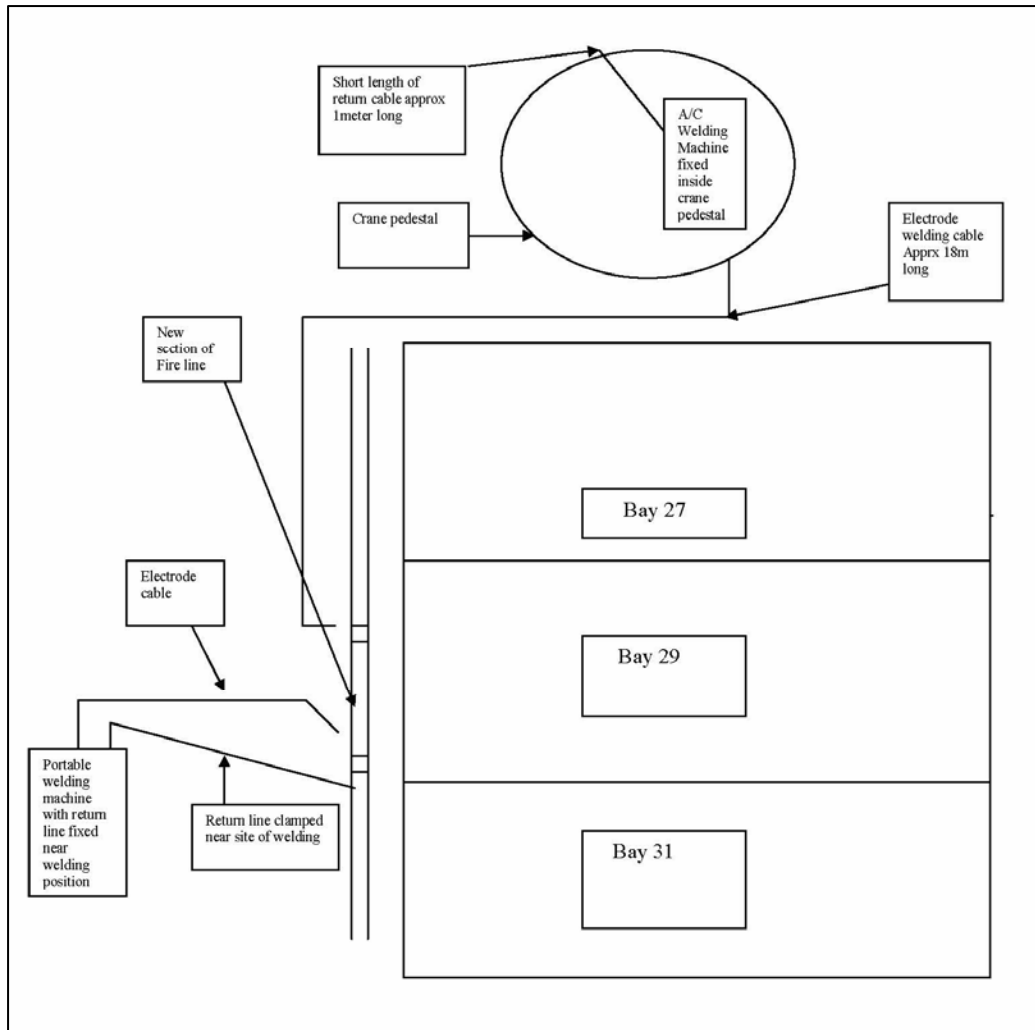 Short length of
return cable approx
1meter long
A/C
Welding
Machine
fixed
inside
crane
pedestal
Crane pedestal
Electrode
welding cable
Apprx 18m
long
New
section of
Fire line
Bay 27
Electrode
cable
Bay 29
Portable
welding
machine
with return
line fixed
near
welding
position
Return line clamped
near site of welding
Bay 31